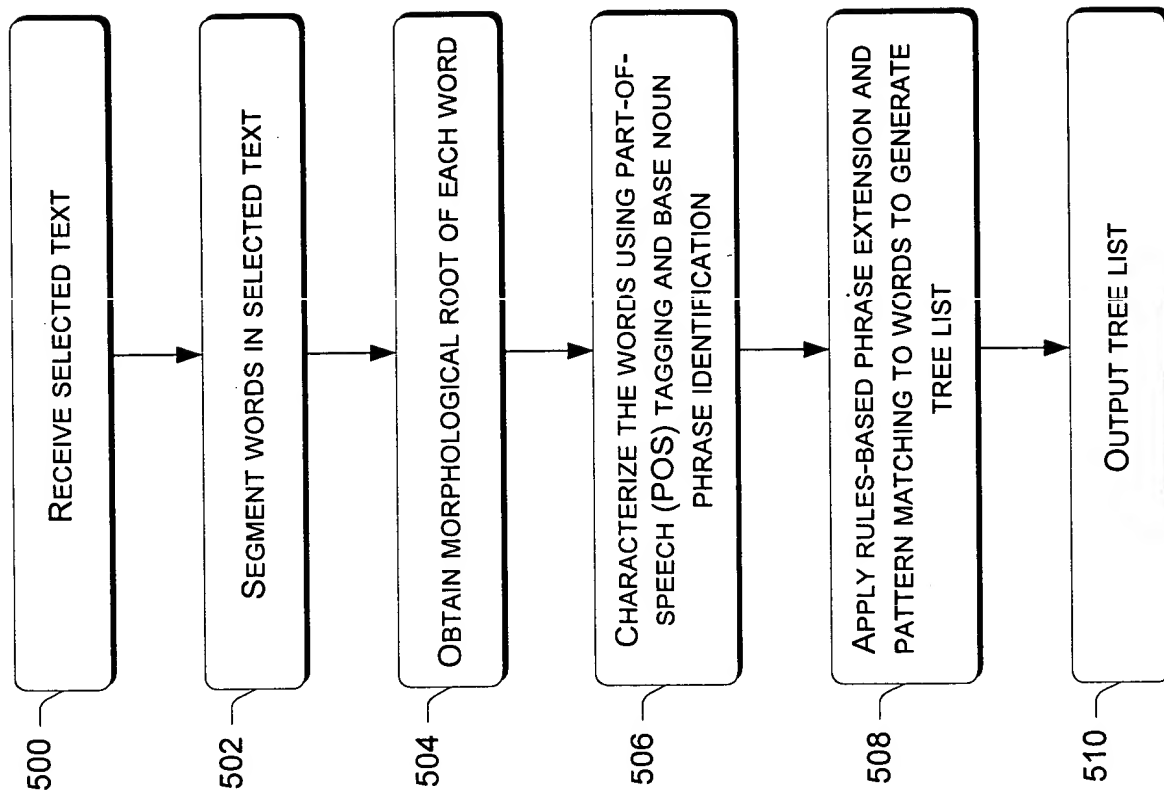 500
RECEIVE SELECTED TEXT
502
SEGMENT WORDS IN SELECTED TEXT
504
OBTAIN MORPHOLOGICAL ROOT OF EACH WORD
506
CHARACTERIZE THE WORDS USING PART-OF-
SPEECH (POS) TAGGING AND BASE NOUN
PHRASE IDENTIFICATION
508
APPLY RULES-BASED PHRASE EXTENSION AND
PATTERN MATCHING TO WORDS TO GENERATE
TREE LIST
510
OUTPUT TREE LIST